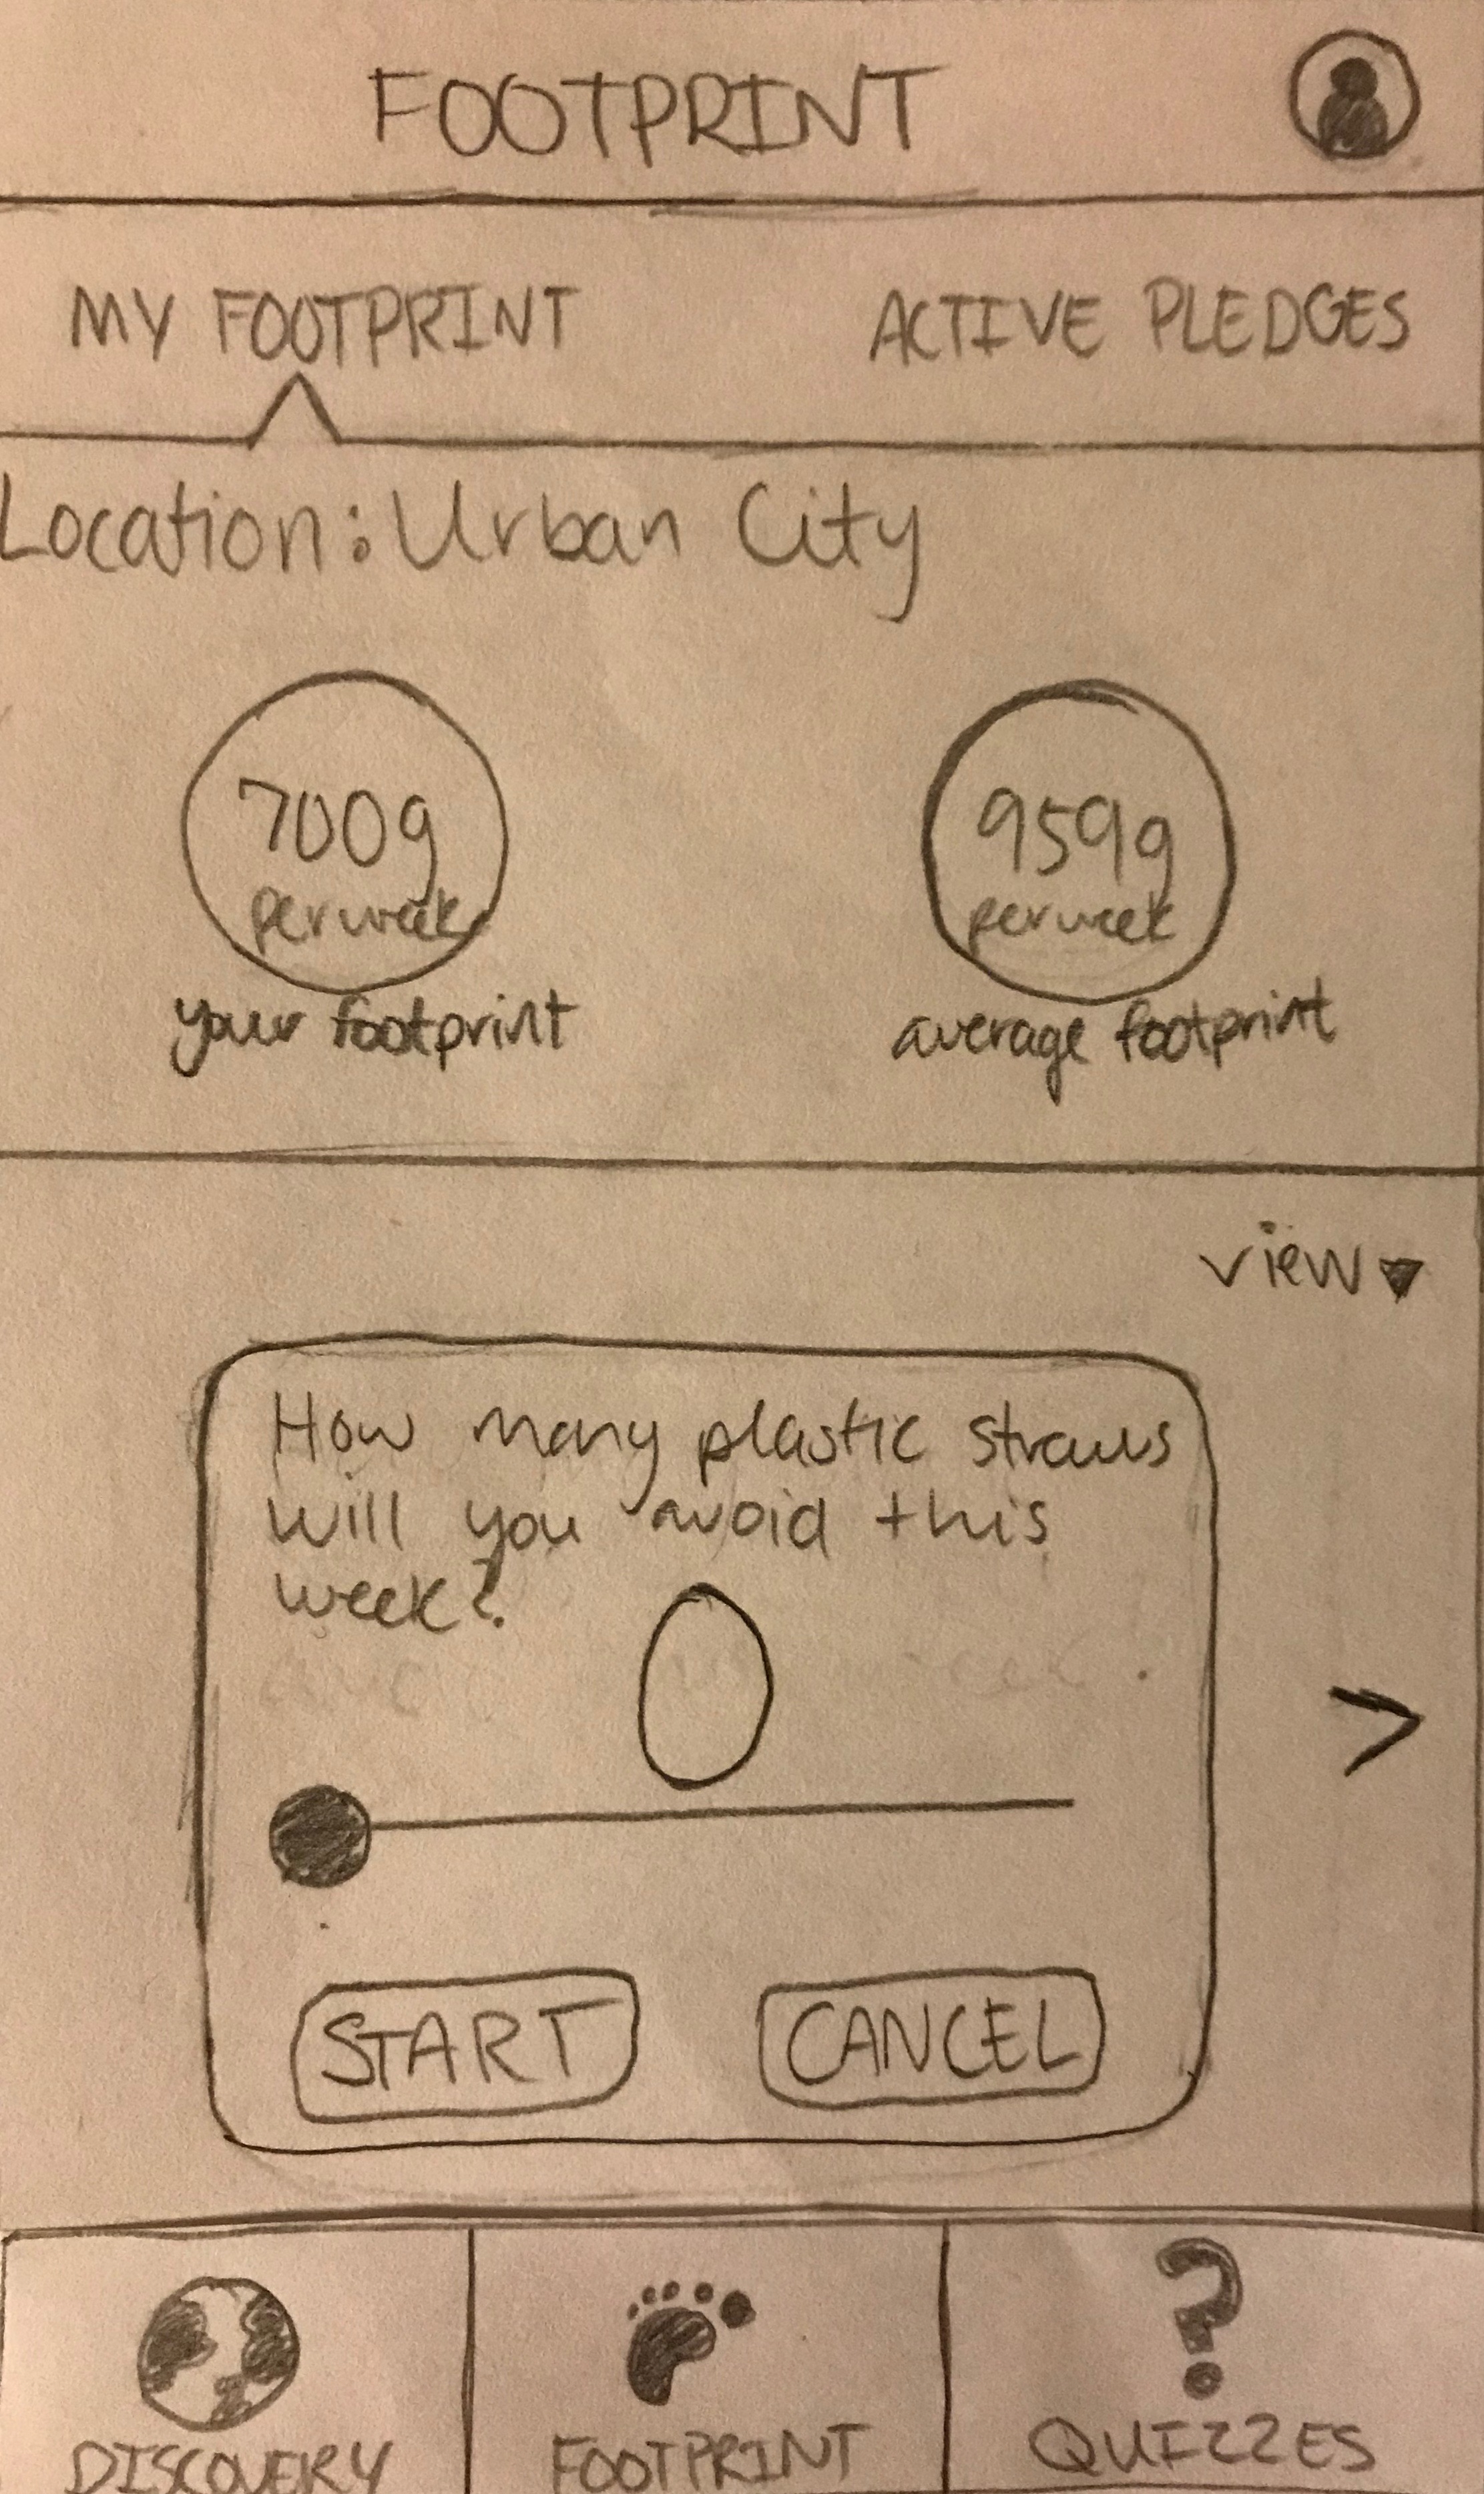 FOOTPRINT
MY FOOTPRINT
ACTIVE PLEDGES
Location: Urban City
700g
per week
your footprint
959g
per week
average footprint
view
How many plastic straws
will you avoid this
week?
0
>
START
CANCEL
DISCOVERY
FOOTPRINT
?
QUIZZES